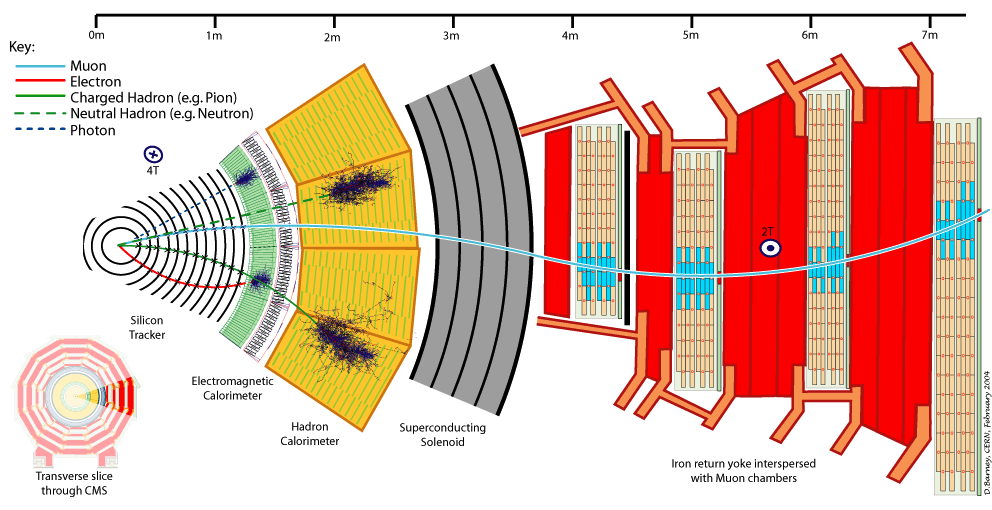 0m 1m 2m 3m 4m 5m 6m 7m
Key:
Muon
Electron
Charged Hadron (e.g. Pion)
Neutral Hadron (e.g. Neutron)
Photon
4T
2T
Silicon
Tracker
Electromagnetic
Calorimeter
Hadron
Calorimeter
Superconducting
Solenoid
Iron return yoke interspersed
with Muon chambers
Transverse slice
through CMS
D.Barney, CERN, February 2004